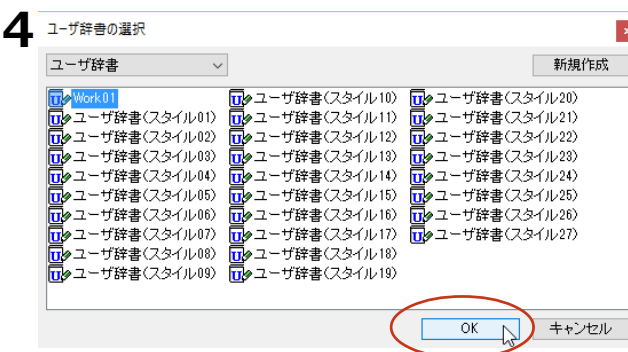 4
ユーザ辞書の選択
ユーザ辞書
新規作成
Work01
ユーザ辞書(スタイル01)
ユーザ辞書(スタイル02)
ユーザ辞書(スタイル03)
ユーザ辞書(スタイル04)
ユーザ辞書(スタイル05)
ユーザ辞書(スタイル06)
ユーザ辞書(スタイル07)
ユーザ辞書(スタイル08)
ユーザ辞書(スタイル09)
ユーザ辞書(スタイル10)
ユーザ辞書(スタイル11)
ユーザ辞書(スタイル12)
ユーザ辞書(スタイル13)
ユーザ辞書(スタイル14)
ユーザ辞書(スタイル15)
ユーザ辞書(スタイル16)
ユーザ辞書(スタイル17)
ユーザ辞書(スタイル18)
ユーザ辞書(スタイル19)
ユーザ辞書(スタイル20)
ユーザ辞書(スタイル21)
ユーザ辞書(スタイル22)
ユーザ辞書(スタイル23)
ユーザ辞書(スタイル24)
ユーザ辞書(スタイル25)
ユーザ辞書(スタイル26)
ユーザ辞書(スタイル27)
OK
キャンセル